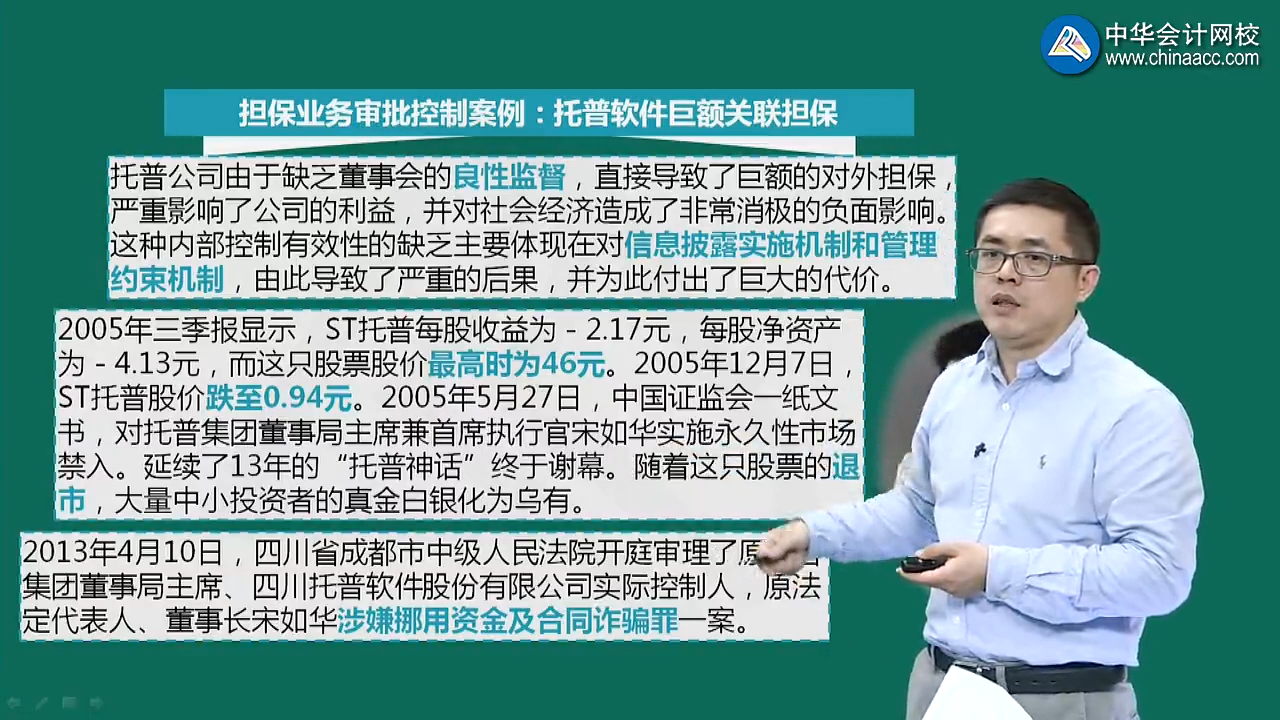 中华会计网校
www.chinaacc.com
担保业务审批控制案例：托普软件巨额关联担保
托普公司由于缺乏董事会的良性监督，直接导致了巨额的对外担保，
严重影响了公司的利益，并对社会经济造成了非常消极的负面影响。
这种内部控制有效性的缺乏主要体现在对信息披露实施机制和管理
约束机制，由此导致了严重的后果，并为此付出了巨大的代价。
2005年三季报显示，ST托普每股收益为－2.17元，每股净资产
为－4.13元，而这只股票股价最高时为46元。2005年12月7日，
ST托普股价跌至0.94元。2005年5月27日，中国证监会一纸文
书，对托普集团董事局主席兼首席执行官宋如华实施永久性市场
禁入。延续了13年的“托普神话”终于谢幕。随着这只股票的退
市，大量中小投资者的真金白银化为乌有。
2013年4月10日，四川省成都市中级人民法院开庭审理了原
集团董事局主席、四川托普软件股份有限公司实际控制人，原法
定代表人、董事长宋如华涉嫌挪用资金及合同诈骗罪一案。